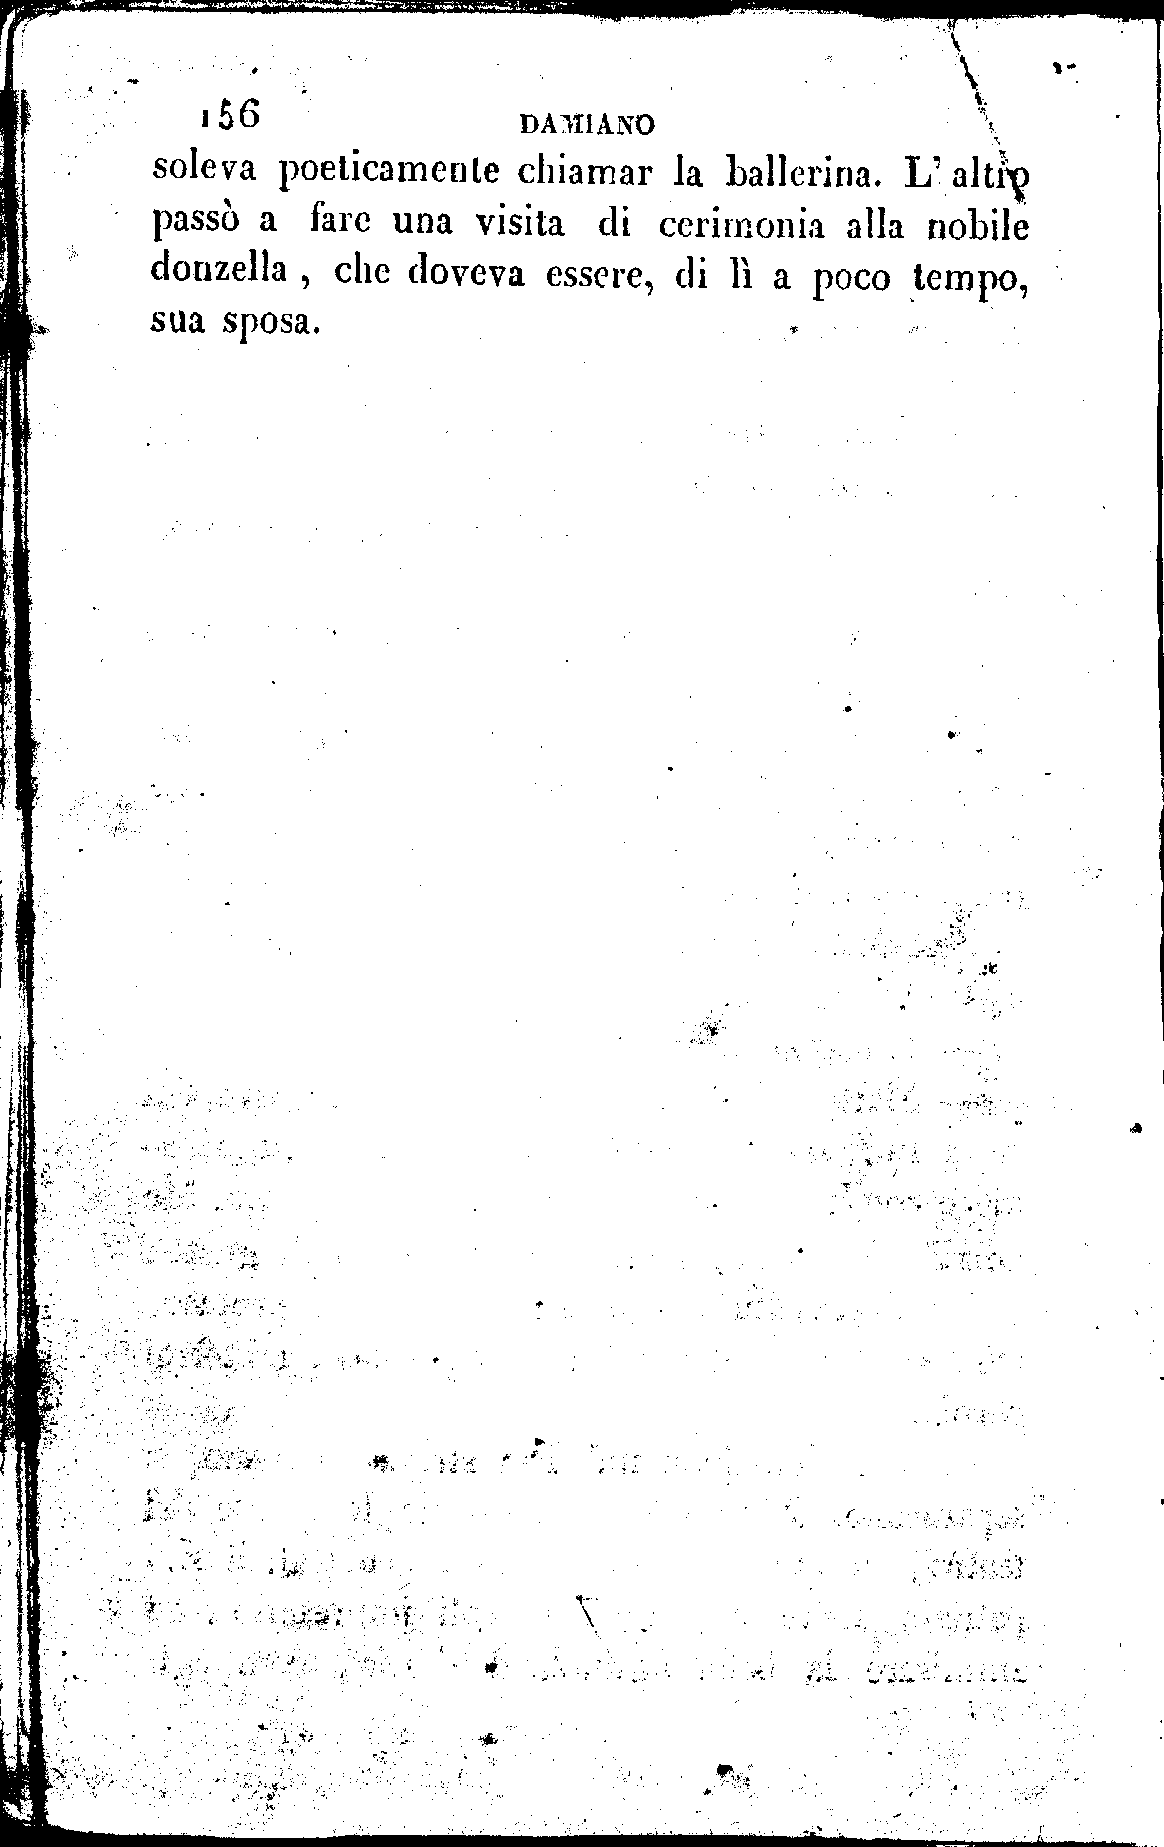 156 DAMIANO
soleva poeticamente chiamar la ballerina. L'altro
passò a fare una visita di cerimonia alla nobile
donzella, che doveva essere, di lì a poco tempo,
sua sposa.